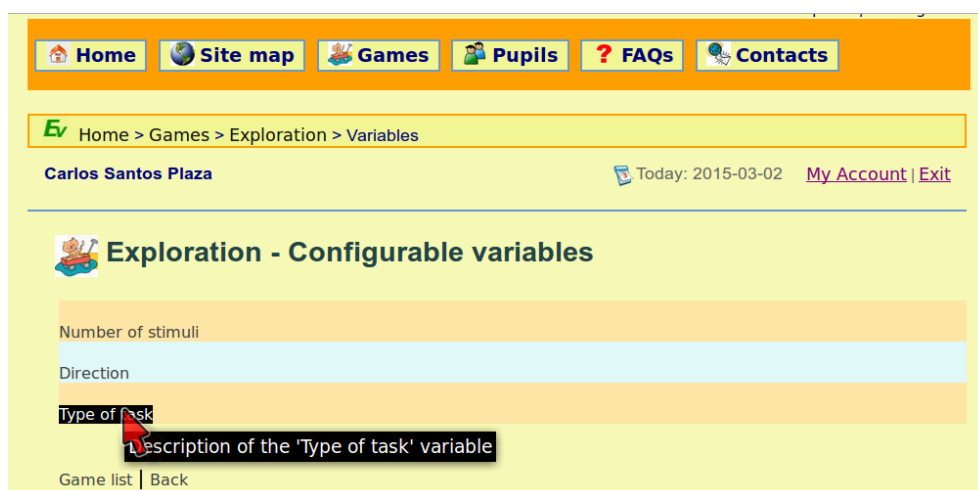 Home Site map Games Pupils ? FAQs Contacts
Ev Home > Games > Exploration > Variables
Carlos Santos Plaza Today: 2015-03-02 My Account | Exit
Exploration - Configurable variables
Number of stimuli
Direction
Type of task
Description of the 'Type of task' variable
Game list | Back